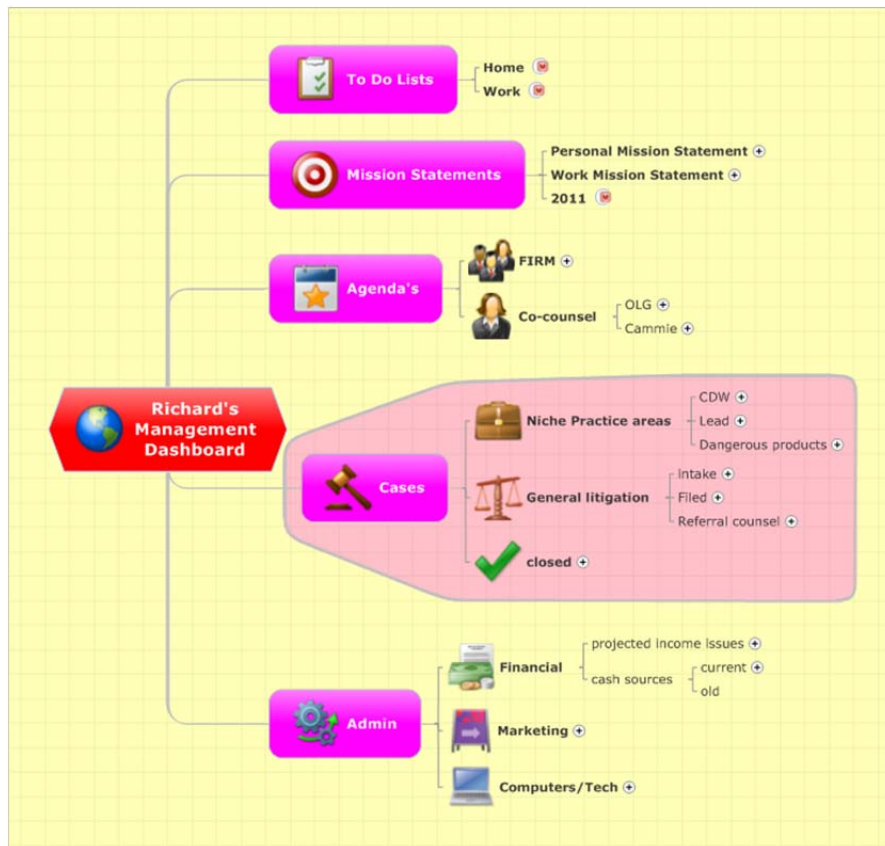 To Do Lists
Home
Work
Mission Statements
Personal Mission Statement
Work Mission Statement
2011
Agenda's
FIRM
Co-counsel
OLG
Cammie
Richard's
Management
Dashboard
Cases
Niche Practice areas
CDW
Lead
Dangerous products
General litigation
Intake
Filed
Referral counsel
closed
Admin
Financial
projected income issues
cash sources
current
old
Marketing
Computers/Tech